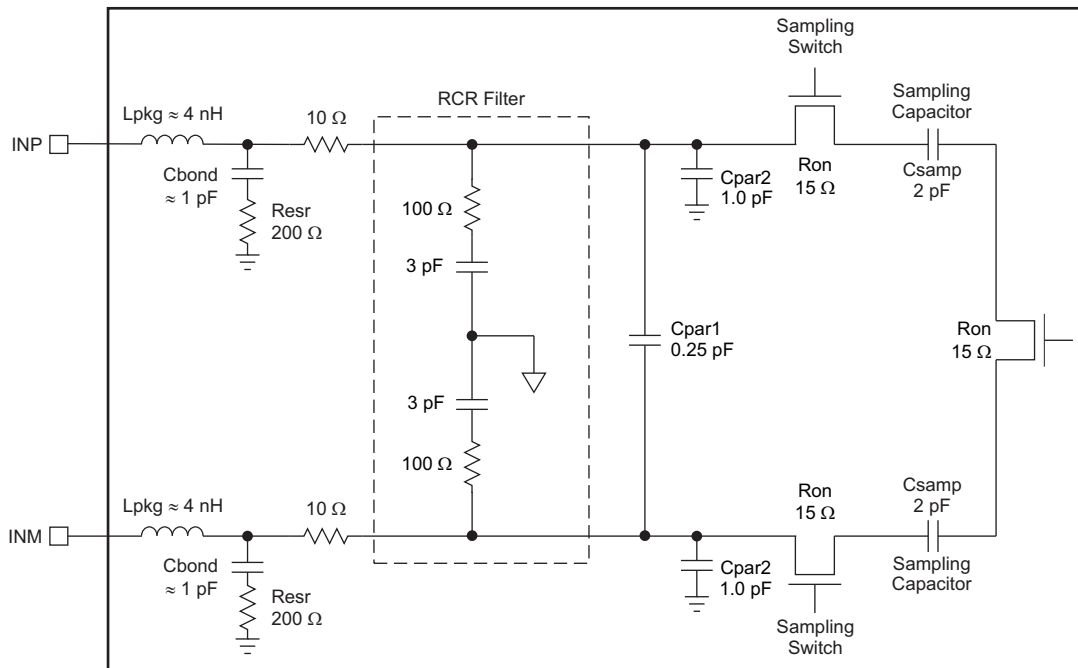 Sampling
Switch
RCR Filter
Lpkg ≈ 4 nH
10 Ω
Sampling
Capacitor
INP
Cbond
≈ 1 pF
Resr
200 Ω
100 Ω
3 pF
Cpar2
1.0 pF
Ron
15 Ω
Csamp
2 pF
Cpar1
0.25 pF
Ron
15 Ω
3 pF
100 Ω
Lpkg ≈ 4 nH
10 Ω
Ron
15 Ω
Csamp
2 pF
INM
Cbond
≈ 1 pF
Resr
200 Ω
Cpar2
1.0 pF
Sampling
Capacitor
Sampling
Switch